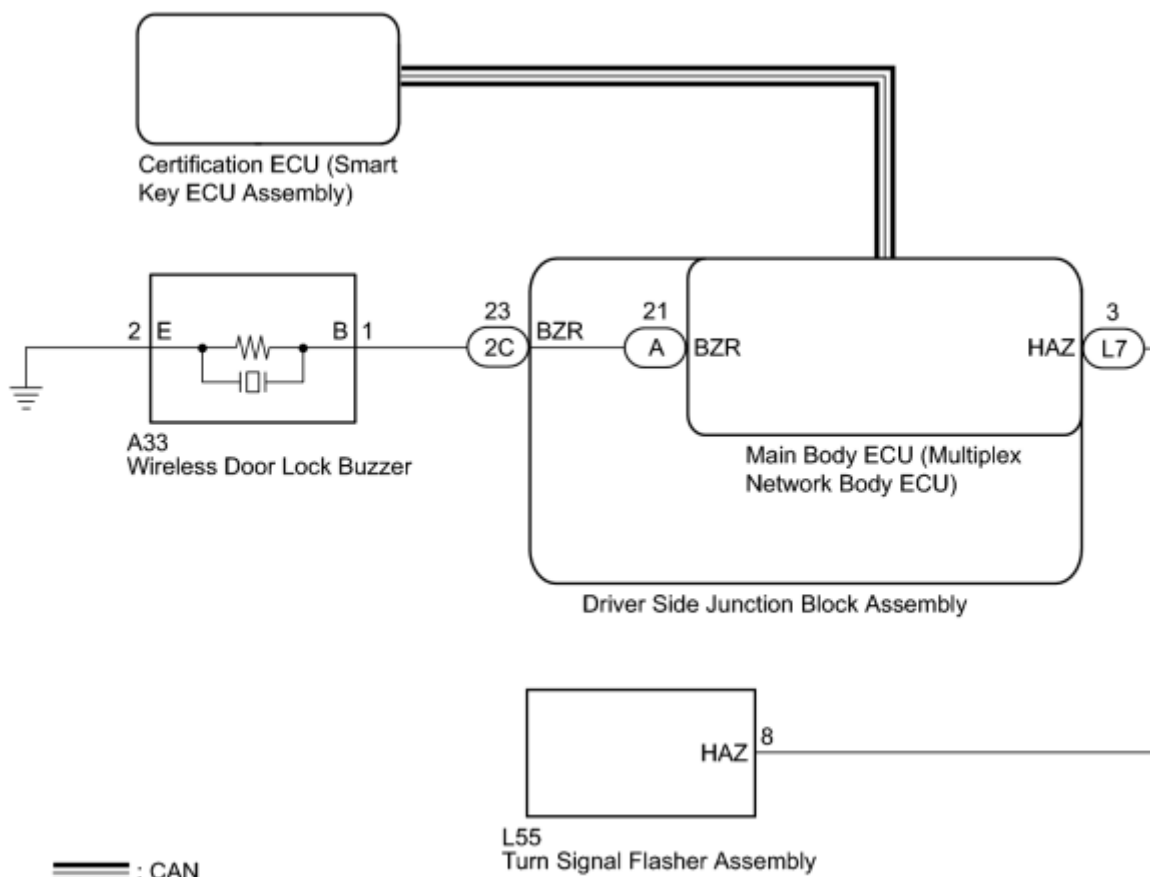 Certification ECU (Smart
Key ECU Assembly)
2 E B 1
A33
Wireless Door Lock Buzzer
23
2C
BZR
21
A
BZR
HAZ
3
L7
Main Body ECU (Multiplex
Network Body ECU)
Driver Side Junction Block Assembly
HAZ
8
L55
Turn Signal Flasher Assembly
: CAN